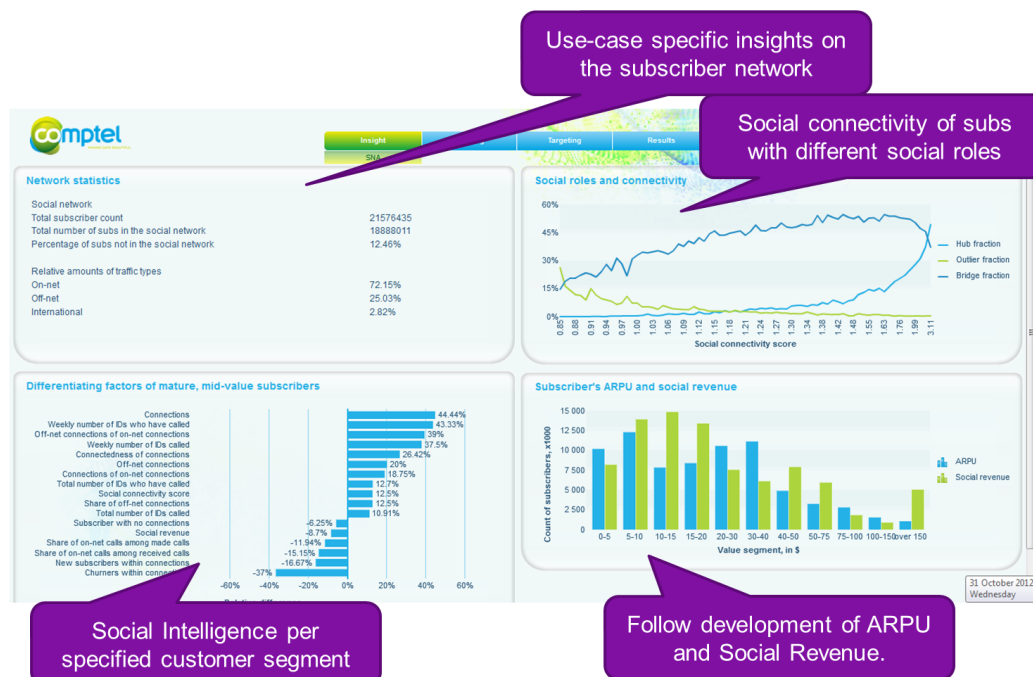 Use-case specific insights on
the subscriber network
Social connectivity of subs
with different social roles
comptel
Insight
Targeting
Results
SNA
Network statistics
Social network
Total subscriber count 21576435
Total number of subs in the social network 18888011
Percentage of subs not in the social network 12.46%
Relative amounts of traffic types
On-net 72.15%
Off-net 25.03%
International 2.82%
Social roles and connectivity
60%
45%
30%
15%
0%
0.85 0.88 0.91 0.94 0.97 1.00 1.03 1.06 1.09 1.12 1.15 1.18 1.21 1.24 1.27 1.30 1.34 1.38 1.42 1.48 1.55 1.63 1.76 1.99 3.11
Social connectivity score
Hub fraction
Outlier fraction
Bridge fraction
Differentiating factors of mature, mid-value subscribers
Connections 44.44%
Weekly number of IDs who have called 43.33%
Off-net connections of on-net connections 39%
Weekly number of IDs called 37.5%
Connectedness of connections 26.42%
Off-net connections 20%
Connections of on-net connections 18.75%
Total number of IDs who have called 12.7%
Social connectivity score 12.5%
Share of off-net connections 12.5%
Total number of IDs called 10.91%
Subscriber with no connections -6.25%
Social revenue -8.7%
Share of on-net calls among made calls -11.94%
Share of on-net calls among received calls -15.15%
New subscribers within connections -16.67%
Churners within -37%
-60% -40% -20% 0% 20% 40% 60%
Subscriber's ARPU and social revenue
Count of subscribers, x1000
15 000
12 500
10 000
7 500
5 000
2 500
0
0-5 5-10 10-15 15-20 20-30 30-40 40-50 50-75 75-100 100-150 over 150
Value segment, in $
ARPU
Social revenue
31 October 2012
Wednesday
Social Intelligence per
specified customer segment
Follow development of ARPU
and Social Revenue.